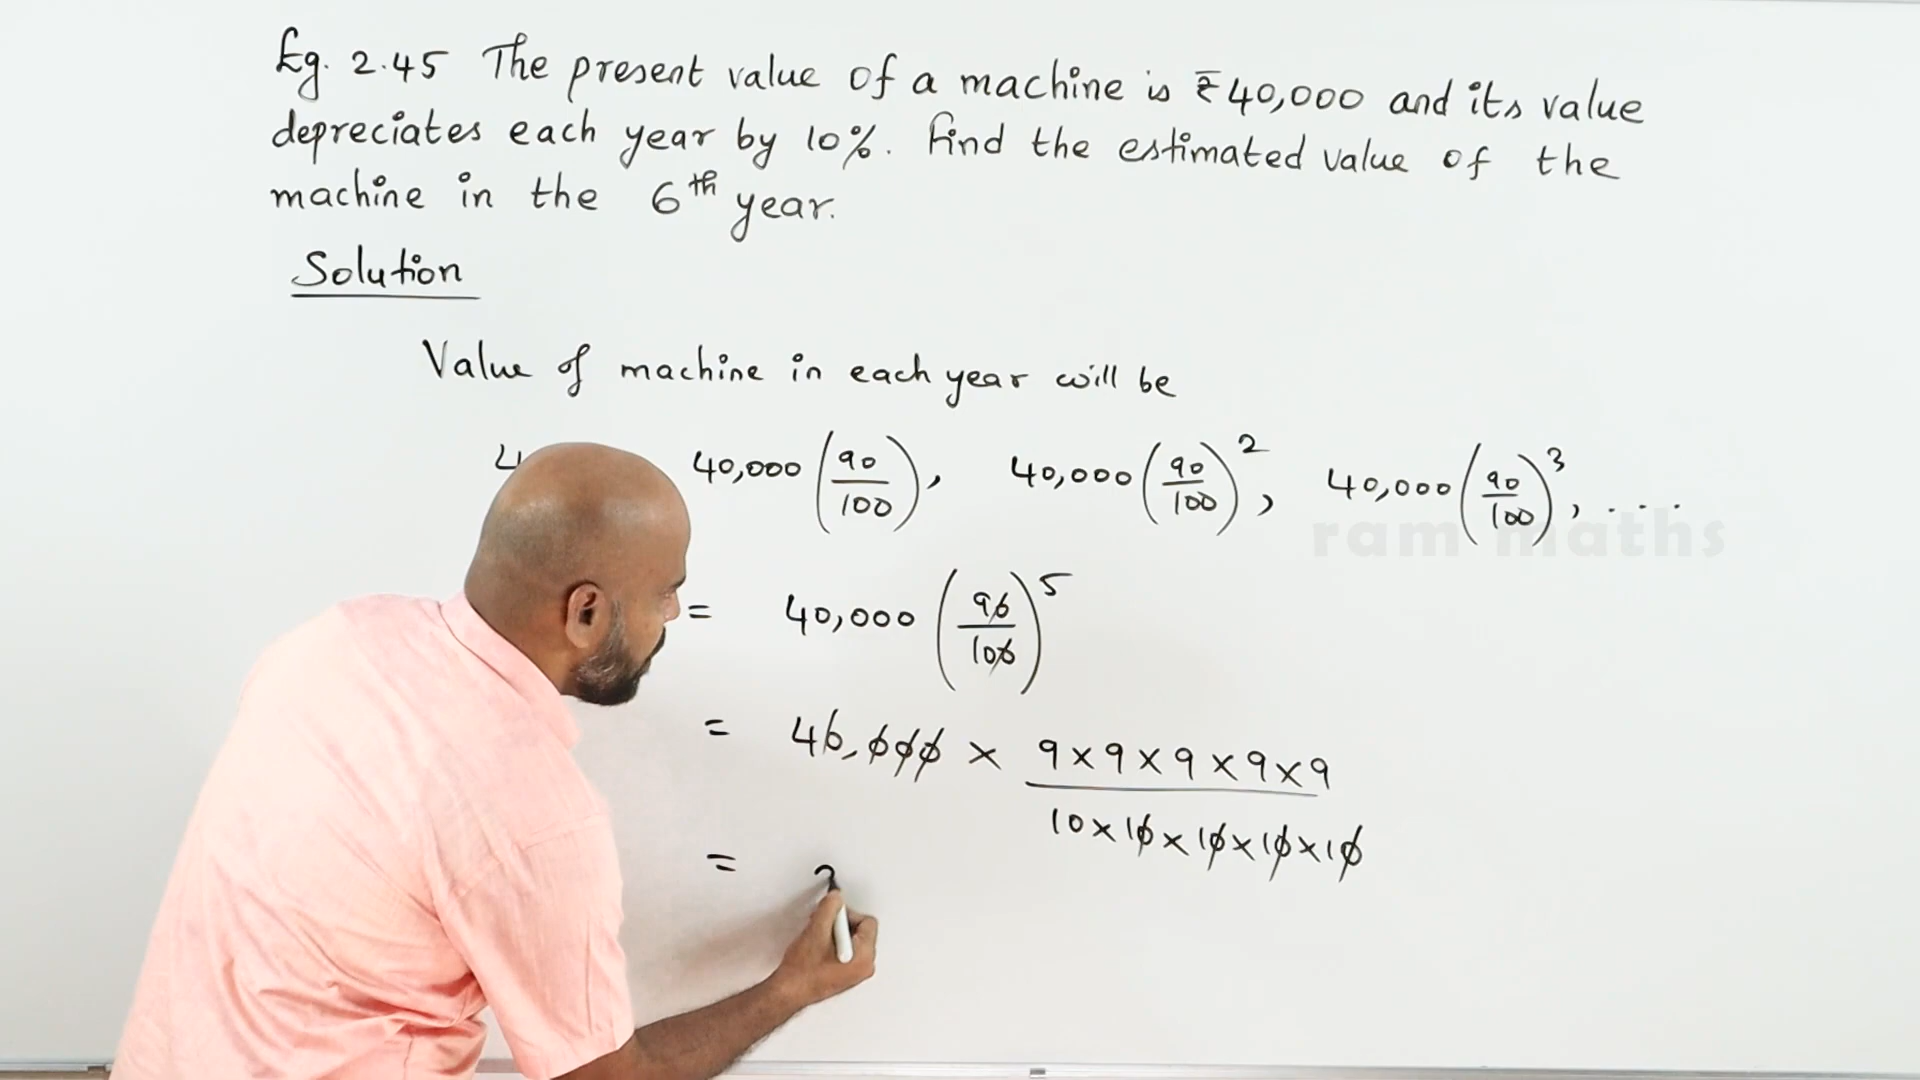 Eg. 2.45 The present value of a machine is ₹40,000 and its value
depreciates each year by 10%. Find the estimated value of the
machine in the 6th year.
Solution
Value of machine in each year will be
4 40,000 (90/100), 40,000 (90/100)^2, 40,000 (90/100)^3, ....
ram maths
= 40,000 (90/100)^5
= 40,000 × 9×9×9×9×9 / 10×10×10×10×10
=